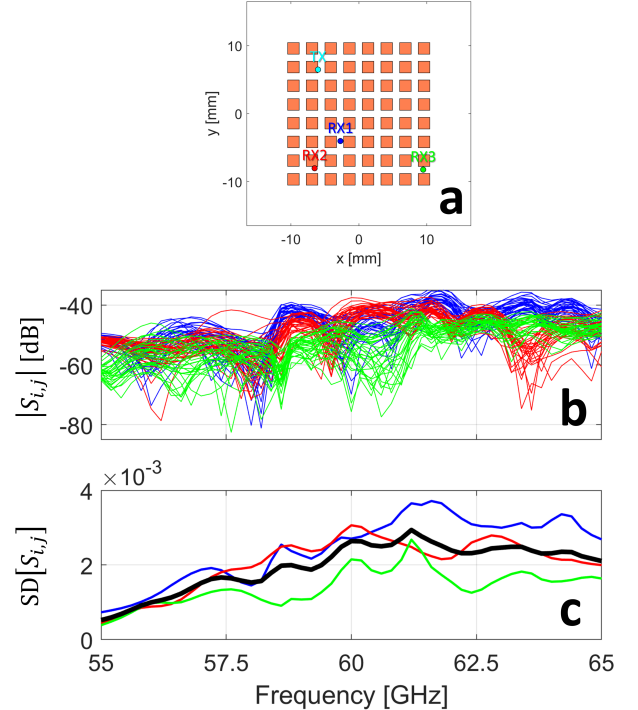 10
0
-10
y [mm]
TX
RX1
RX2
RX3
a
-10
0
10
x [mm]
-40
-60
-80
|S_{i,j}| [dB]
b
×10^{-3}
4
2
0
SD[S_{i,j}]
c
55
57.5
60
62.5
65
Frequency [GHz]